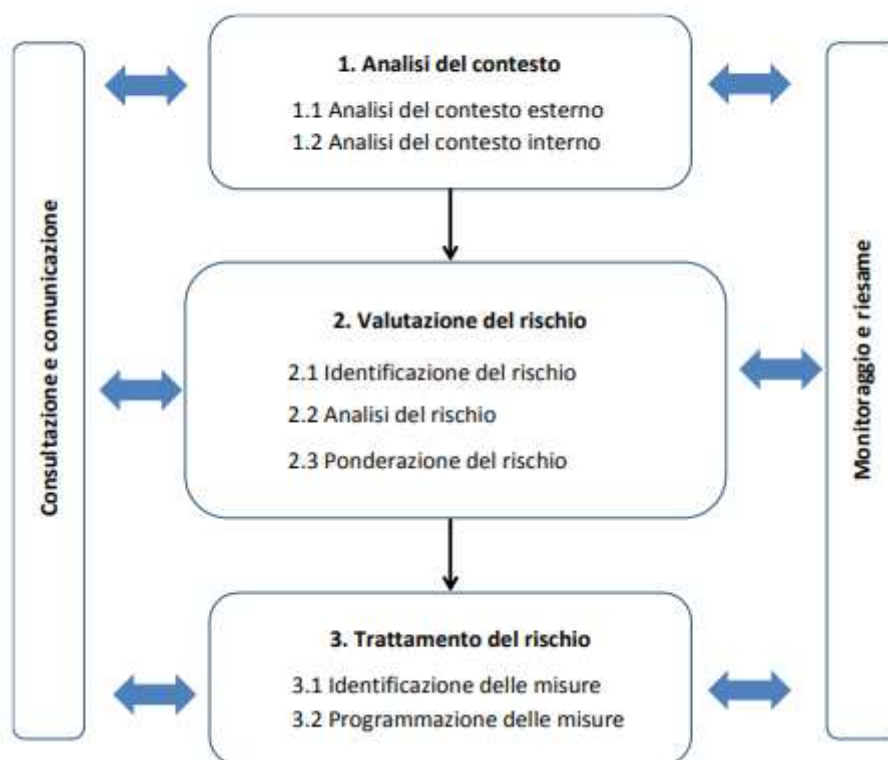 Consultazione e comunicazione
1. Analisi del contesto
1.1 Analisi del contesto esterno
1.2 Analisi del contesto interno
2. Valutazione del rischio
2.1 Identificazione del rischio
2.2 Analisi del rischio
2.3 Ponderazione del rischio
3. Trattamento del rischio
3.1 Identificazione delle misure
3.2 Programmazione delle misure
Monitoraggio e riesame